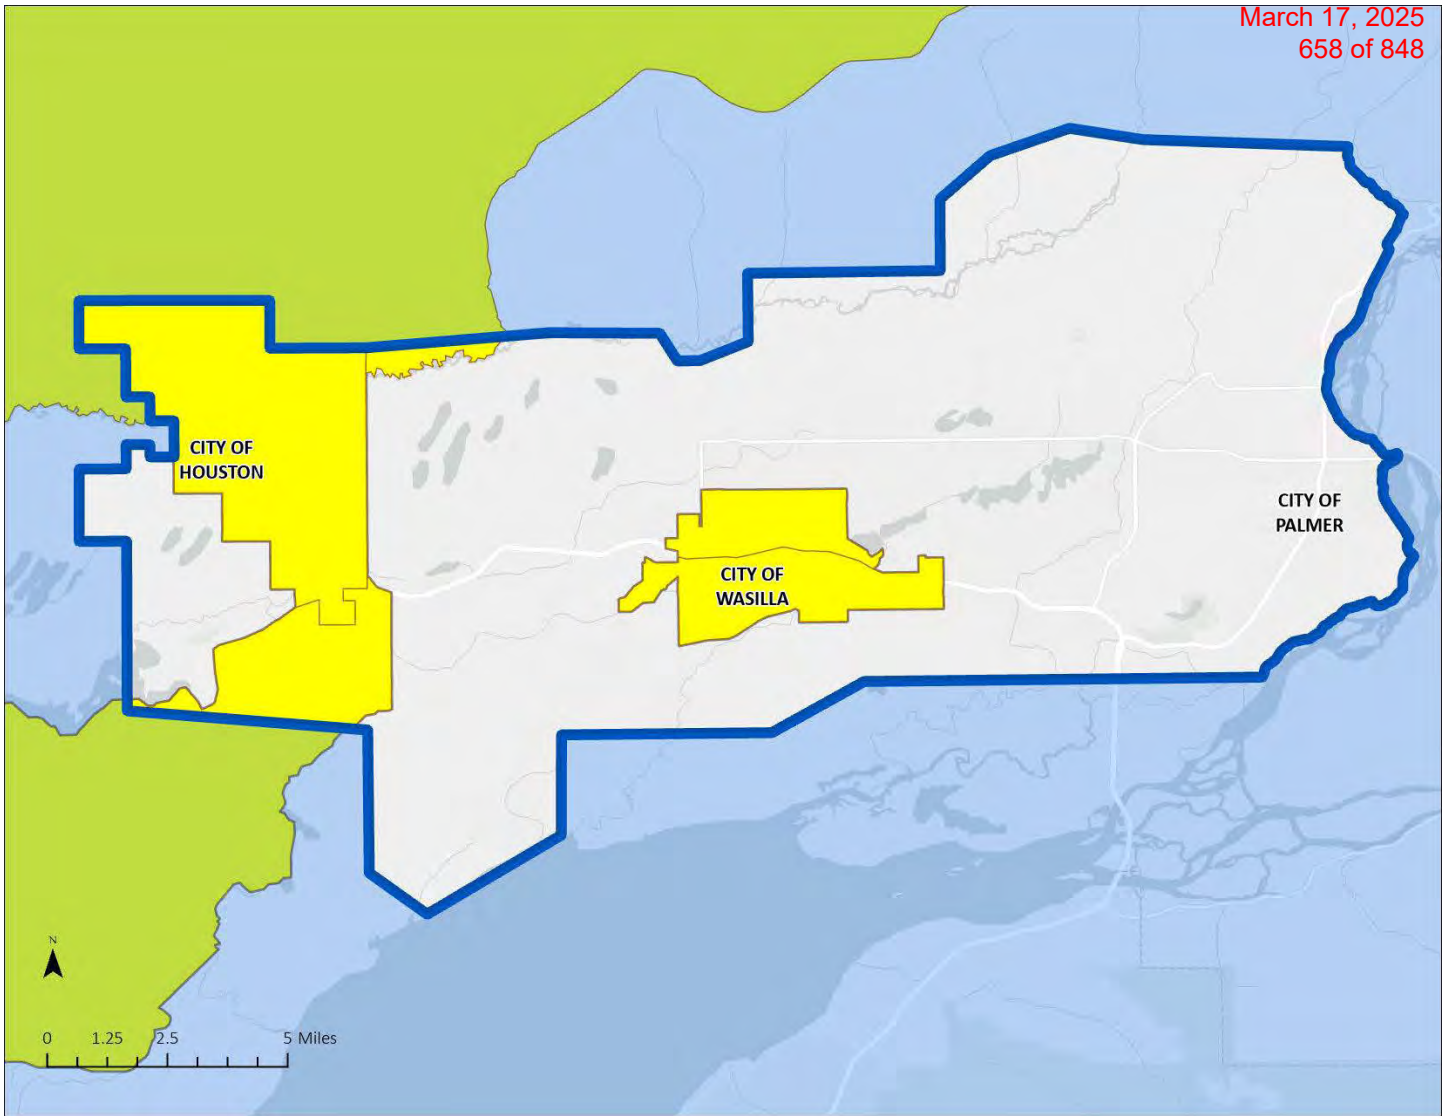 March 17, 2025
658 of 848
CITY OF
HOUSTON
CITY OF
PALMER
CITY OF
WASILLA
N
0 1.25 2.5 5 Miles